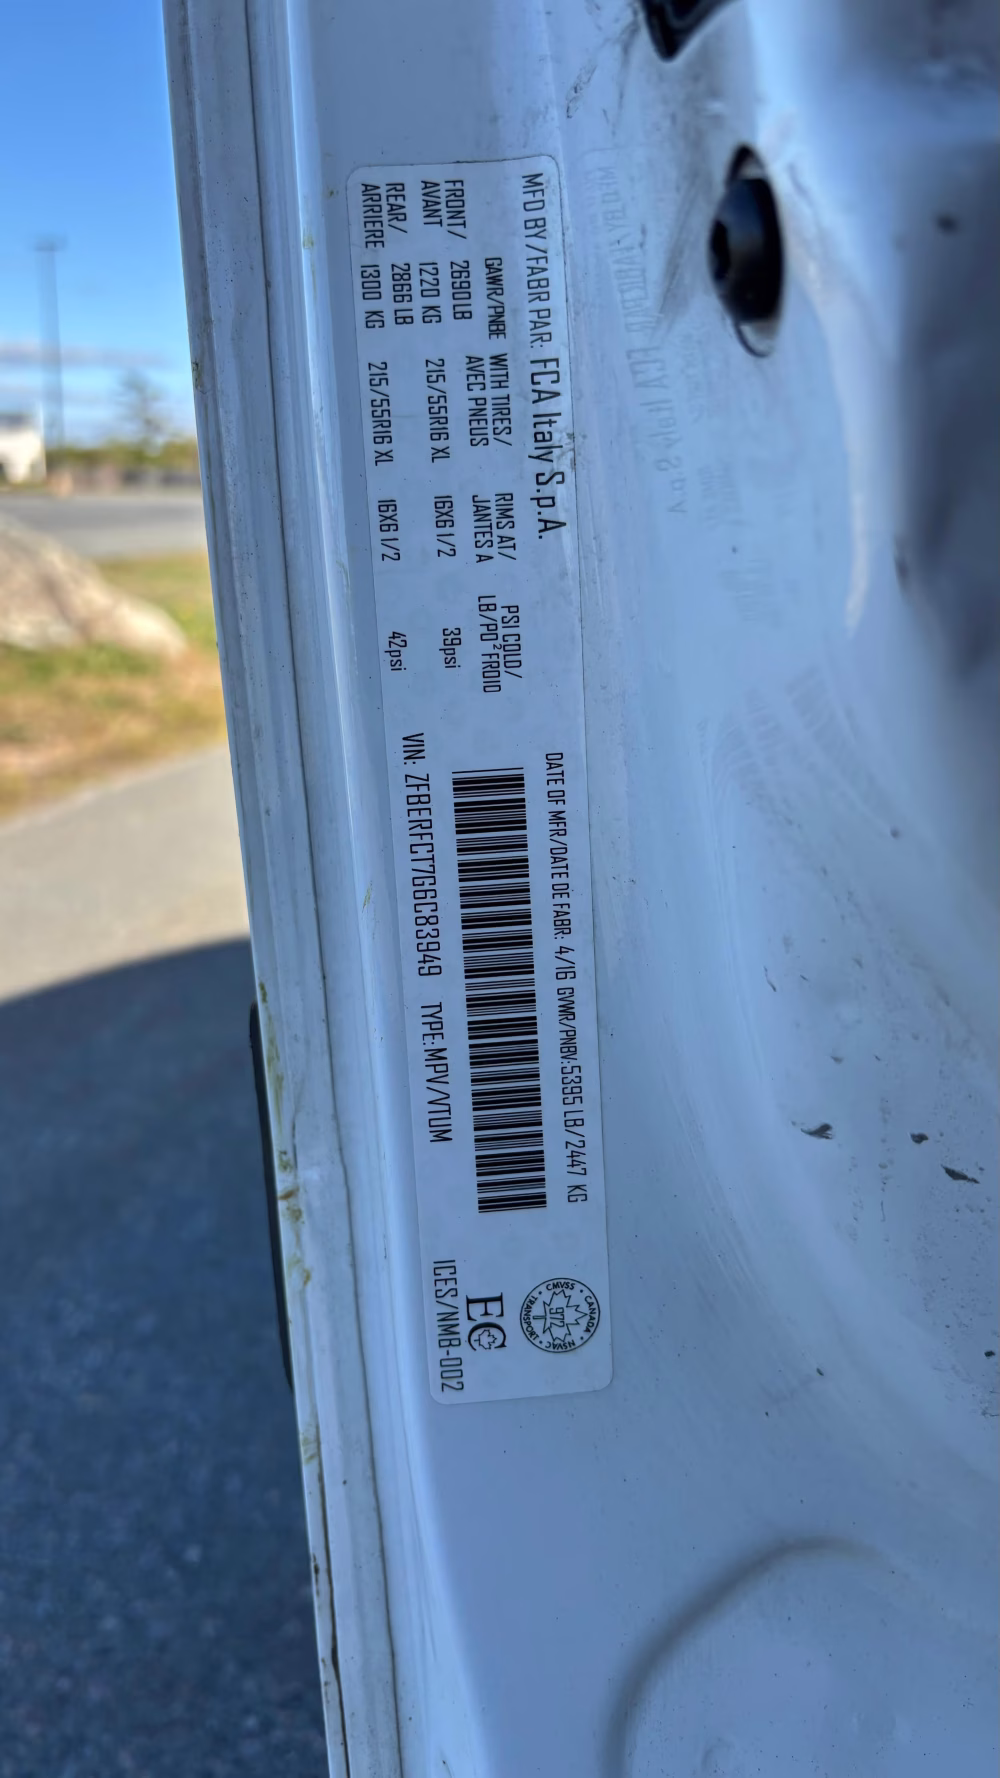 MFD BY/FABR PAR: FCA Italy S.p.A.
DATE OF MFR/DATE DE FABR: 4/16 GVWR/PNBV:5395 LB/2447 KG
GAWR/PNBE WITH TIRES/ RIMS AT/ PSI COLD/
AVEC PNEUS JANTES A LB/PO² FROID
FRONT/ 2690LB
AVANT 1220 KG 215/55R16 XL 16X6 1/2 39psi
REAR/ 2866 LB
ARRIERE 1300 KG 215/55R16 XL 16X6 1/2 42psi
VIN: ZFBERFCT7G6C83949 TYPE:MPV/VTUM
CMVSS • CANADA • NSVAC • TRANSPORT •
972
EC
ICES/NMB-002